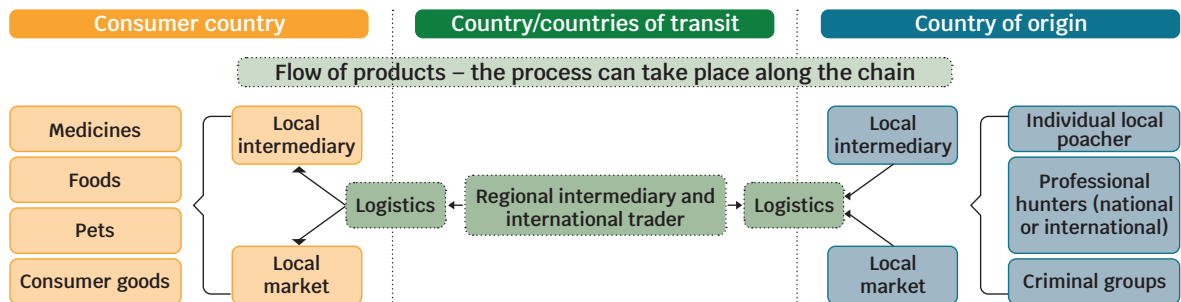 Consumer country
Country/countries of transit
Country of origin
Flow of products – the process can take place along the chain
Medicines
Foods
Pets
Consumer goods
Local
intermediary
Local
market
Logistics
Regional intermediary and
international trader
Logistics
Local
intermediary
Local
market
Individual local
poacher
Professional
hunters (national
or international)
Criminal groups